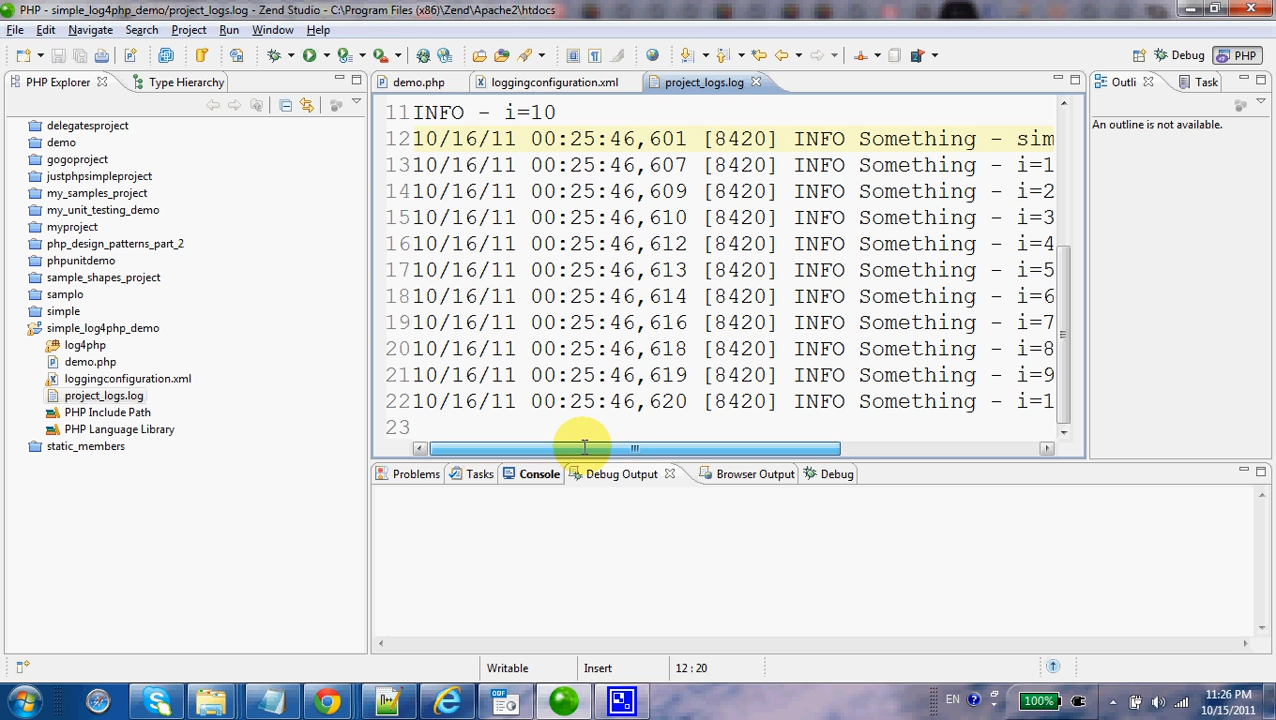 PHP - simple_log4php_demo/project_logs.log - Zend Studio - C:\Program Files (x86)\Zend\Apache2\htdocs
File Edit Navigate Search Project Run Window Help
Debug PHP
PHP Explorer Type Hierarchy
demo.php loggingconfiguration.xml project_logs.log
Outli Task
An outline is not available.
delegatesproject
demo
gogoproject
justphpsimpleproject
my_samples_project
my_unit_testing_demo
myproject
php_design_patterns_part_2
phpunitdemo
sample_shapes_project
samplo
simple
simple_log4php_demo
log4php
demo.php
loggingconfiguration.xml
project_logs.log
PHP Include Path
PHP Language Library
static_members
11 INFO - i=10
12 10/16/11 00:25:46,601 [8420] INFO Something - sim
13 10/16/11 00:25:46,607 [8420] INFO Something - i=1
14 10/16/11 00:25:46,609 [8420] INFO Something - i=2
15 10/16/11 00:25:46,610 [8420] INFO Something - i=3
16 10/16/11 00:25:46,612 [8420] INFO Something - i=4
17 10/16/11 00:25:46,613 [8420] INFO Something - i=5
18 10/16/11 00:25:46,614 [8420] INFO Something - i=6
19 10/16/11 00:25:46,616 [8420] INFO Something - i=7
20 10/16/11 00:25:46,618 [8420] INFO Something - i=8
21 10/16/11 00:25:46,619 [8420] INFO Something - i=9
22 10/16/11 00:25:46,620 [8420] INFO Something - i=1
23
Problems Tasks Console Debug Output Browser Output Debug
Writable Insert 12 : 20
EN 100% 11:26 PM
10/15/2011